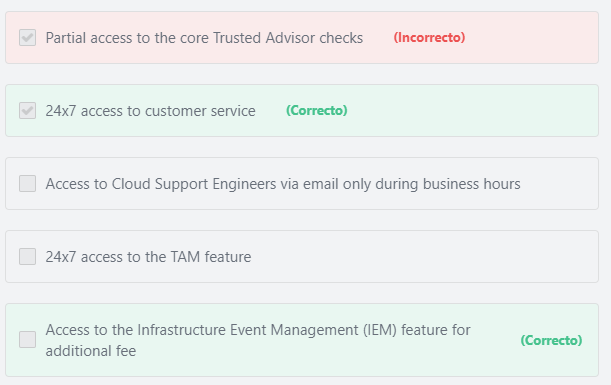 Partial access to the core Trusted Advisor checks (Incorrecto)
24x7 access to customer service (Correcto)
Access to Cloud Support Engineers via email only during business hours
24x7 access to the TAM feature
Access to the Infrastructure Event Management (IEM) feature for
additional fee (Correcto)